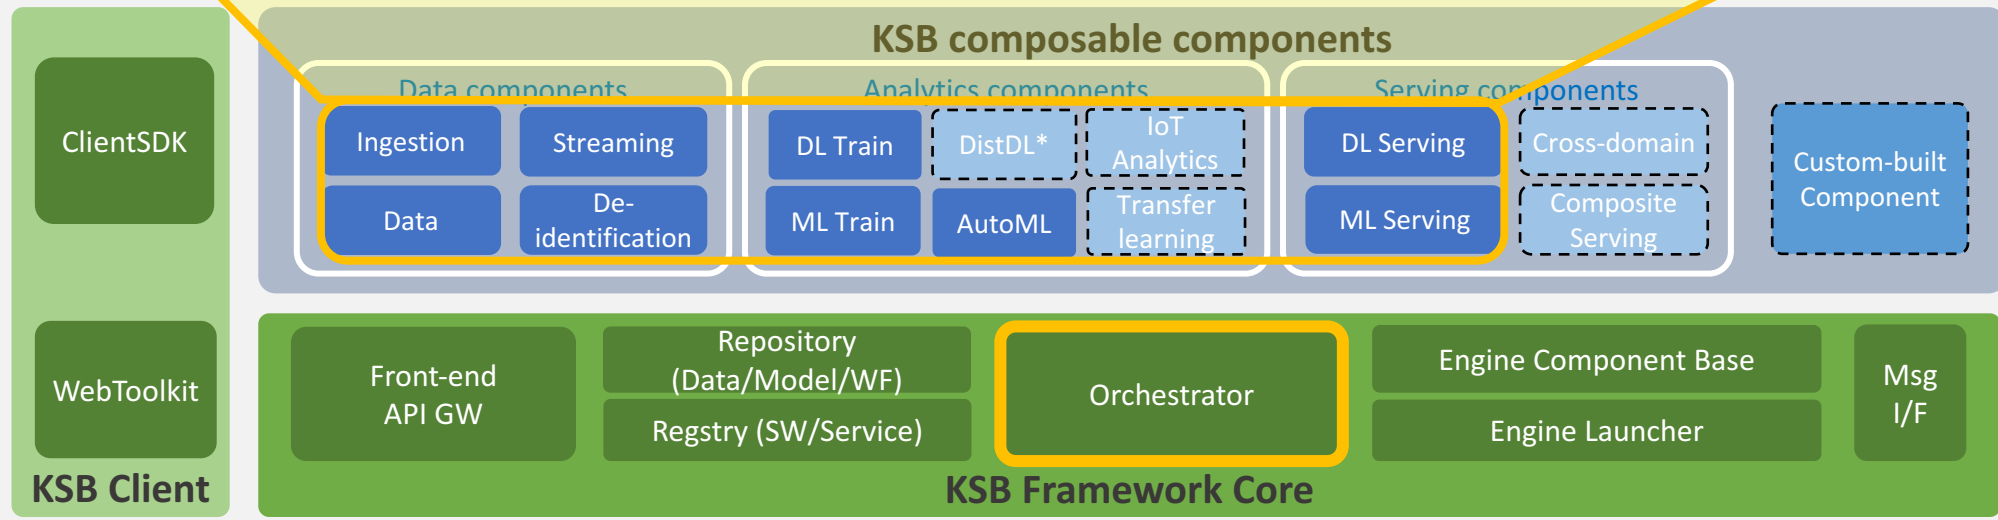 KSB composable components
Data components
Analytics components
Serving components
ClientSDK
Ingestion
Streaming
Data
De-
identification
DL Train
DistDL*
IoT
Analytics
ML Train
AutoML
Transfer
learning
DL Serving
Cross-domain
ML Serving
Composite
Serving
Custom-built
Component
WebToolkit
KSB Client
Front-end
API GW
Repository
(Data/Model/WF)
Regstry (SW/Service)
Orchestrator
Engine Component Base
Engine Launcher
Msg
I/F
KSB Framework Core